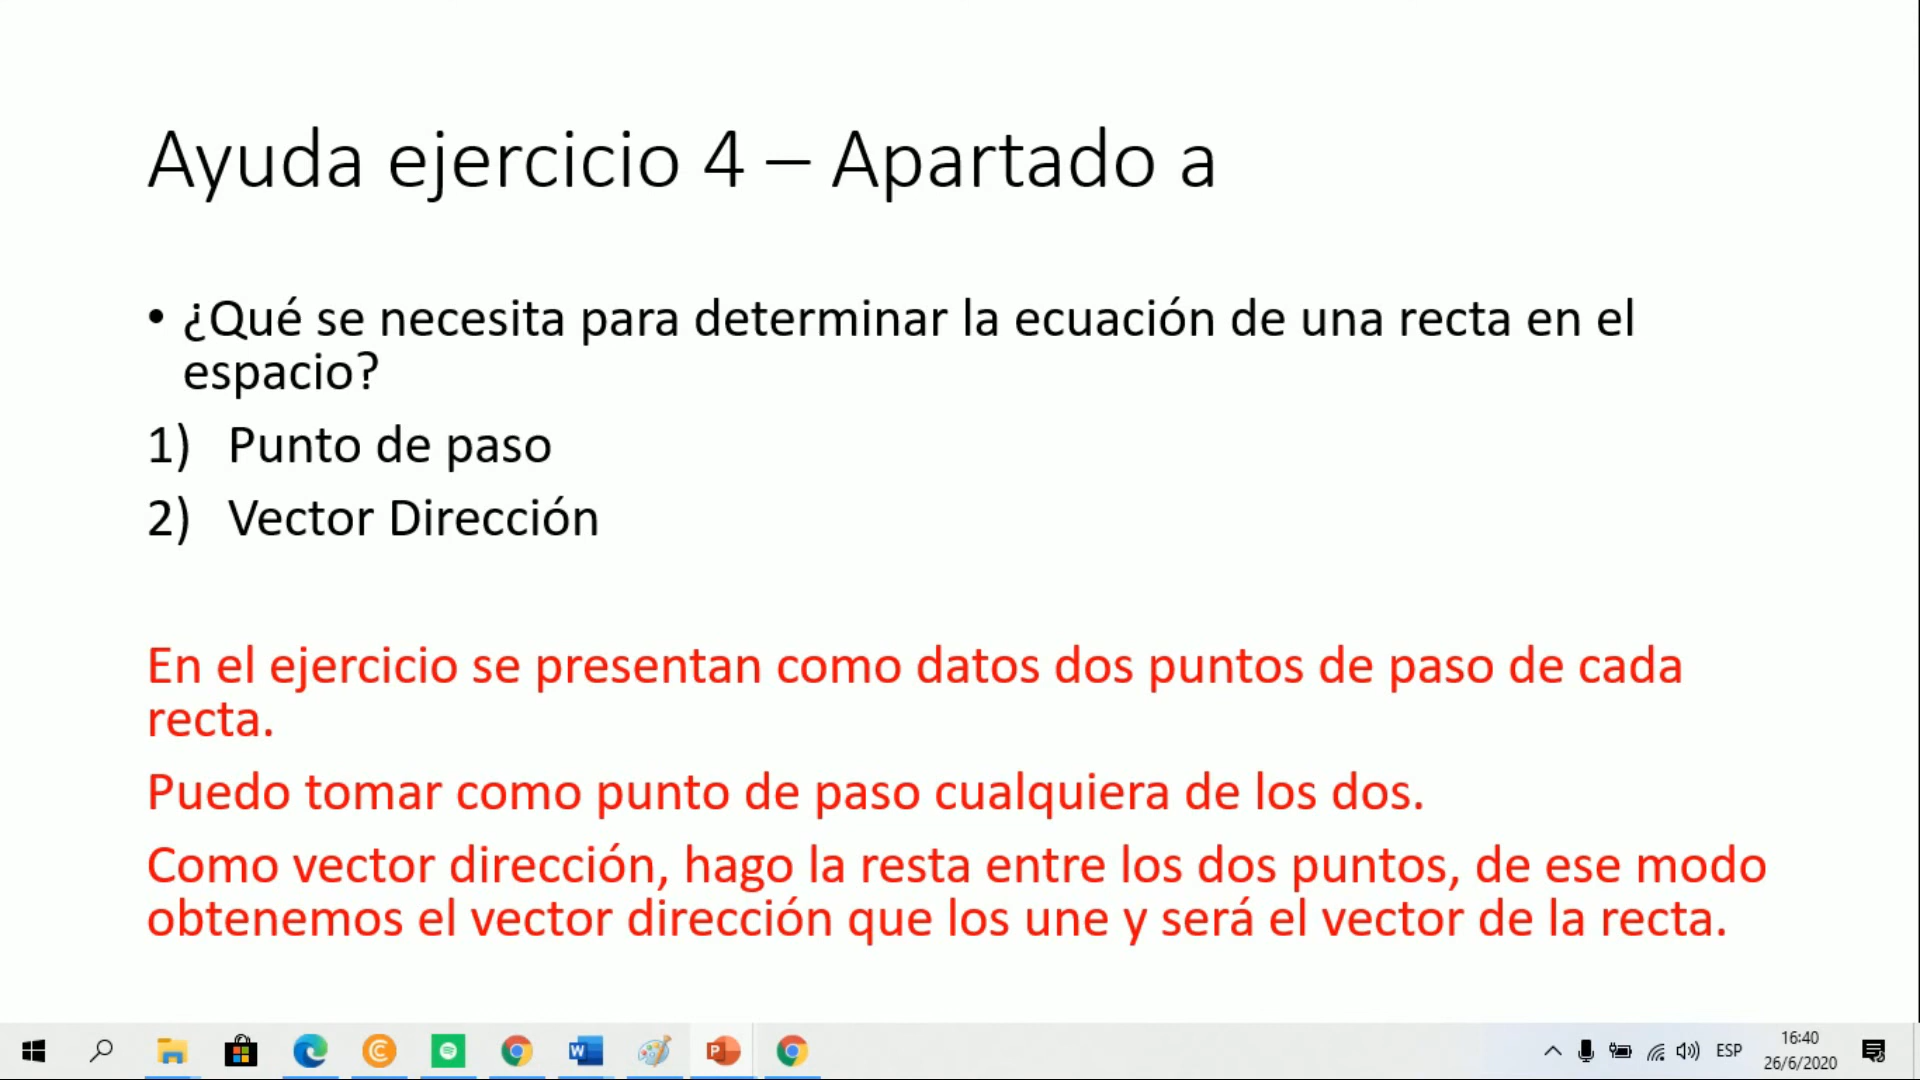 Ayuda ejercicio 4 – Apartado a
• ¿Qué se necesita para determinar la ecuación de una recta en el
espacio?
1) Punto de paso
2) Vector Dirección
En el ejercicio se presentan como datos dos puntos de paso de cada
recta.
Puedo tomar como punto de paso cualquiera de los dos.
Como vector dirección, hago la resta entre los dos puntos, de ese modo
obtenemos el vector dirección que los une y será el vector de la recta.
ESP
16:40
26/6/2020